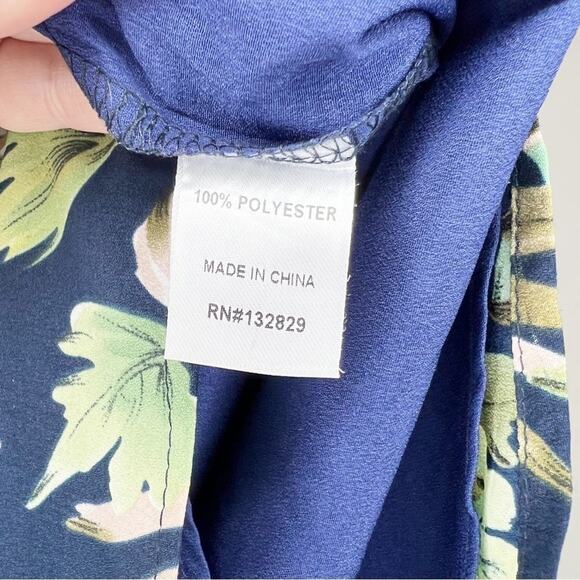 100% POLYESTER
MADE IN CHINA
RN#132829